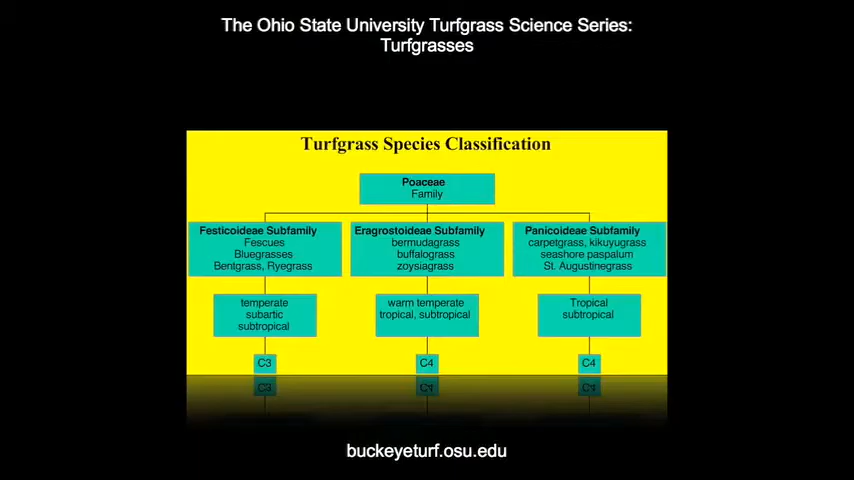 The Ohio State University Turfgrass Science Series:
Turfgrasses
Turfgrass Species Classification
Poaceae
Family
Festicoideae Subfamily
Fescues
Bluegrasses
Bentgrass, Ryegrass
Eragrostoideae Subfamily
bermudagrass
buffalograss
zoysiagrass
Panicoideae Subfamily
carpetgrass, kikuyugrass
seashore paspalum
St. Augustinegrass
temperate
subartic
subtropical
warm temperate
tropical, subtropical
Tropical
subtropical
C3
C4
C4
buckeyeturf.osu.edu